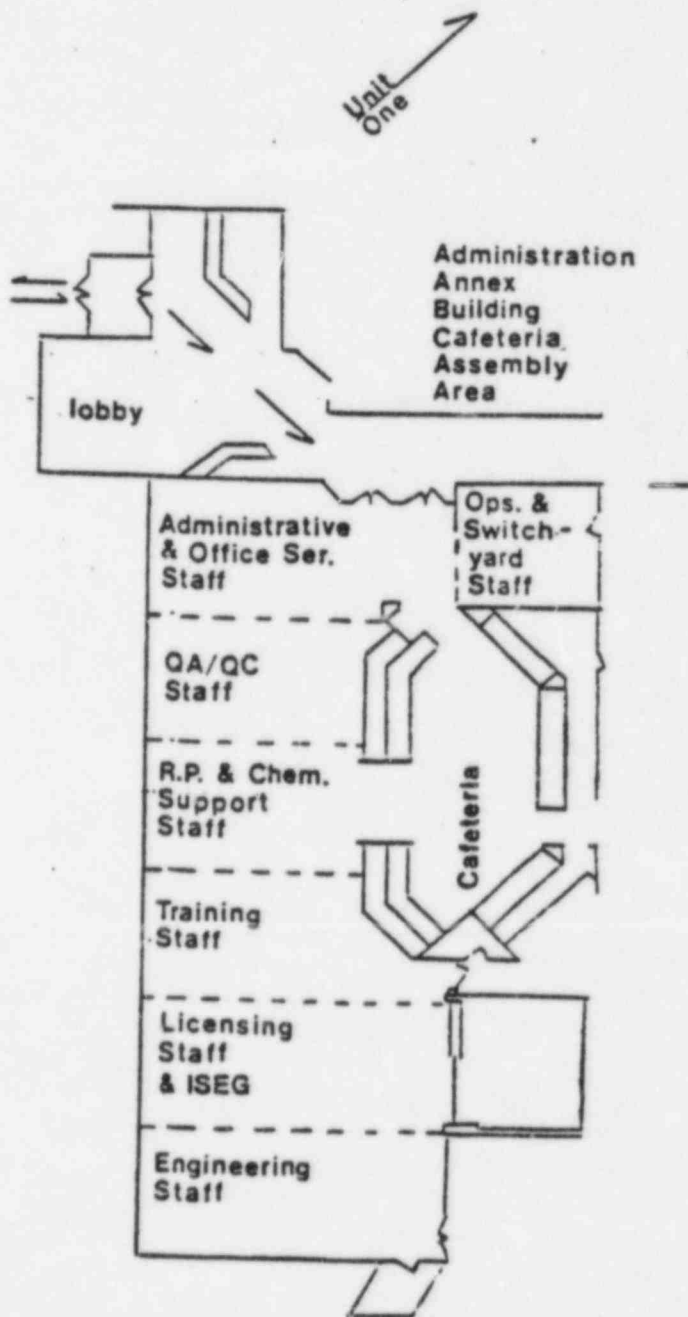 Unit
One
Administration
Annex
Building
Cafeteria
Assembly
Area
lobby
Administrative
& Office Ser.
Staff
Ops. &
Switch-
yard
Staff
QA/QC
Staff
R.P. & Chem.
Support
Staff
Cafeteria
Training
Staff
Licensing
Staff
& ISEG
Engineering
Staff